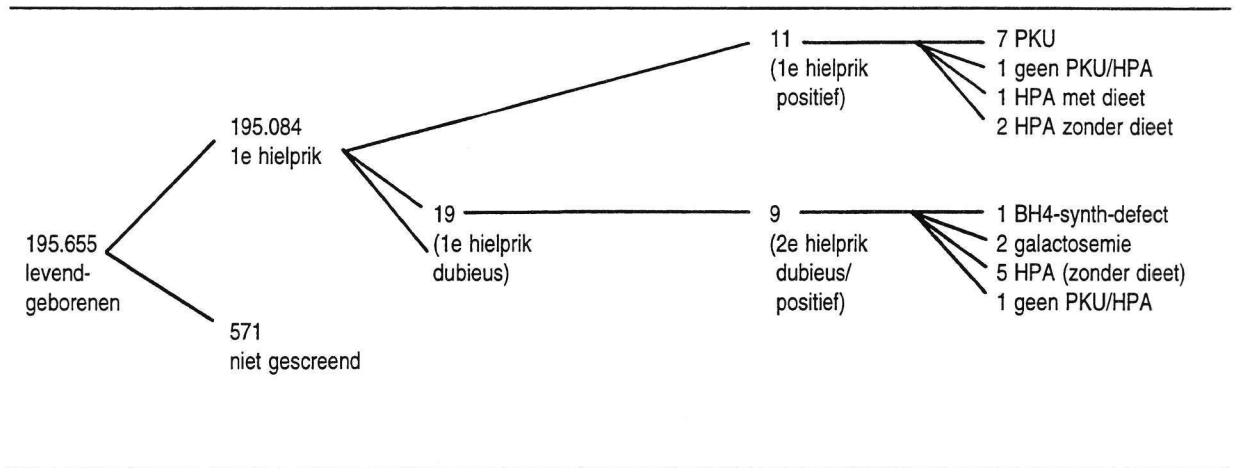 195.655
levend-
geborenen
195.084
1e hielprik
571
niet gescreend
19
(1e hielprik
dubieus)
11
(1e hielprik
positief)
7 PKU
1 geen PKU/HPA
1 HPA met dieet
2 HPA zonder dieet
9
(2e hielprik
dubieus/
positief)
1 BH4-synth-defect
2 galactosemie
5 HPA (zonder dieet)
1 geen PKU/HPA